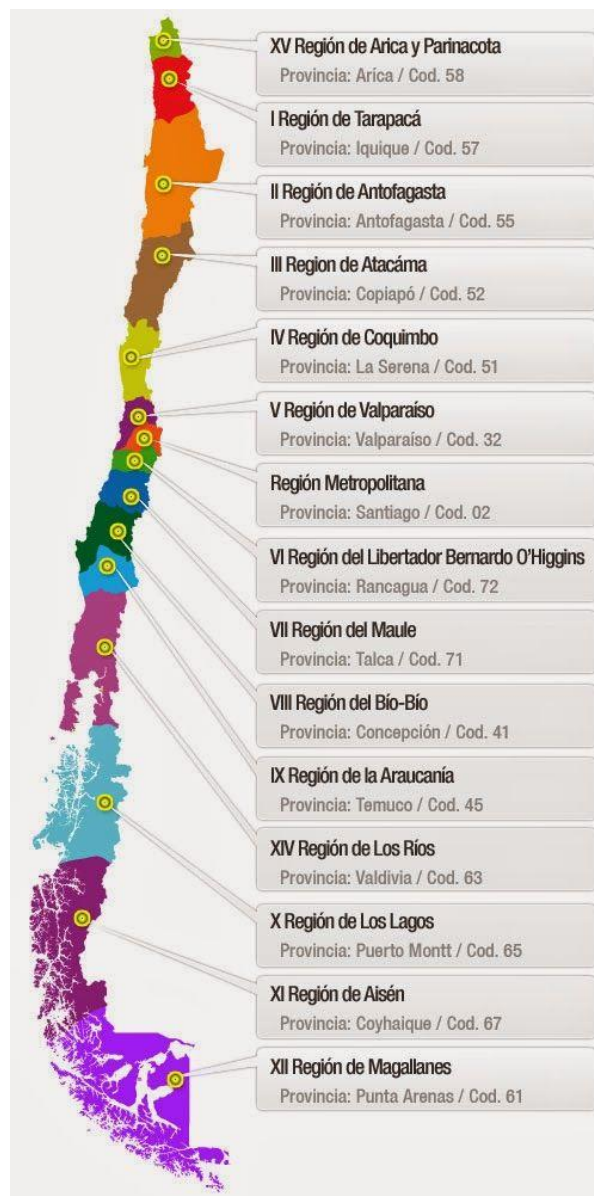 XV Región de Arica y Parinacota
Provincia: Arica / Cod. 58
I Región de Tarapacá
Provincia: Iquique / Cod. 57
II Región de Antofagasta
Provincia: Antofagasta / Cod. 55
III Region de Atacáma
Provincia: Copiapó / Cod. 52
IV Región de Coquimbo
Provincia: La Serena / Cod. 51
V Región de Valparaíso
Provincia: Valparaíso / Cod. 32
Región Metropolitana
Provincia: Santiago / Cod. 02
VI Región del Libertador Bernardo O’Higgins
Provincia: Rancagua / Cod. 72
VII Región del Maule
Provincia: Talca / Cod. 71
VIII Región del Bío-Bío
Provincia: Concepción / Cod. 41
IX Región de la Araucanía
Provincia: Temuco / Cod. 45
XIV Región de Los Ríos
Provincia: Valdivia / Cod. 63
X Región de Los Lagos
Provincia: Puerto Montt / Cod. 65
XI Región de Aisén
Provincia: Coyhaique / Cod. 67
XII Región de Magallanes
Provincia: Punta Arenas / Cod. 61